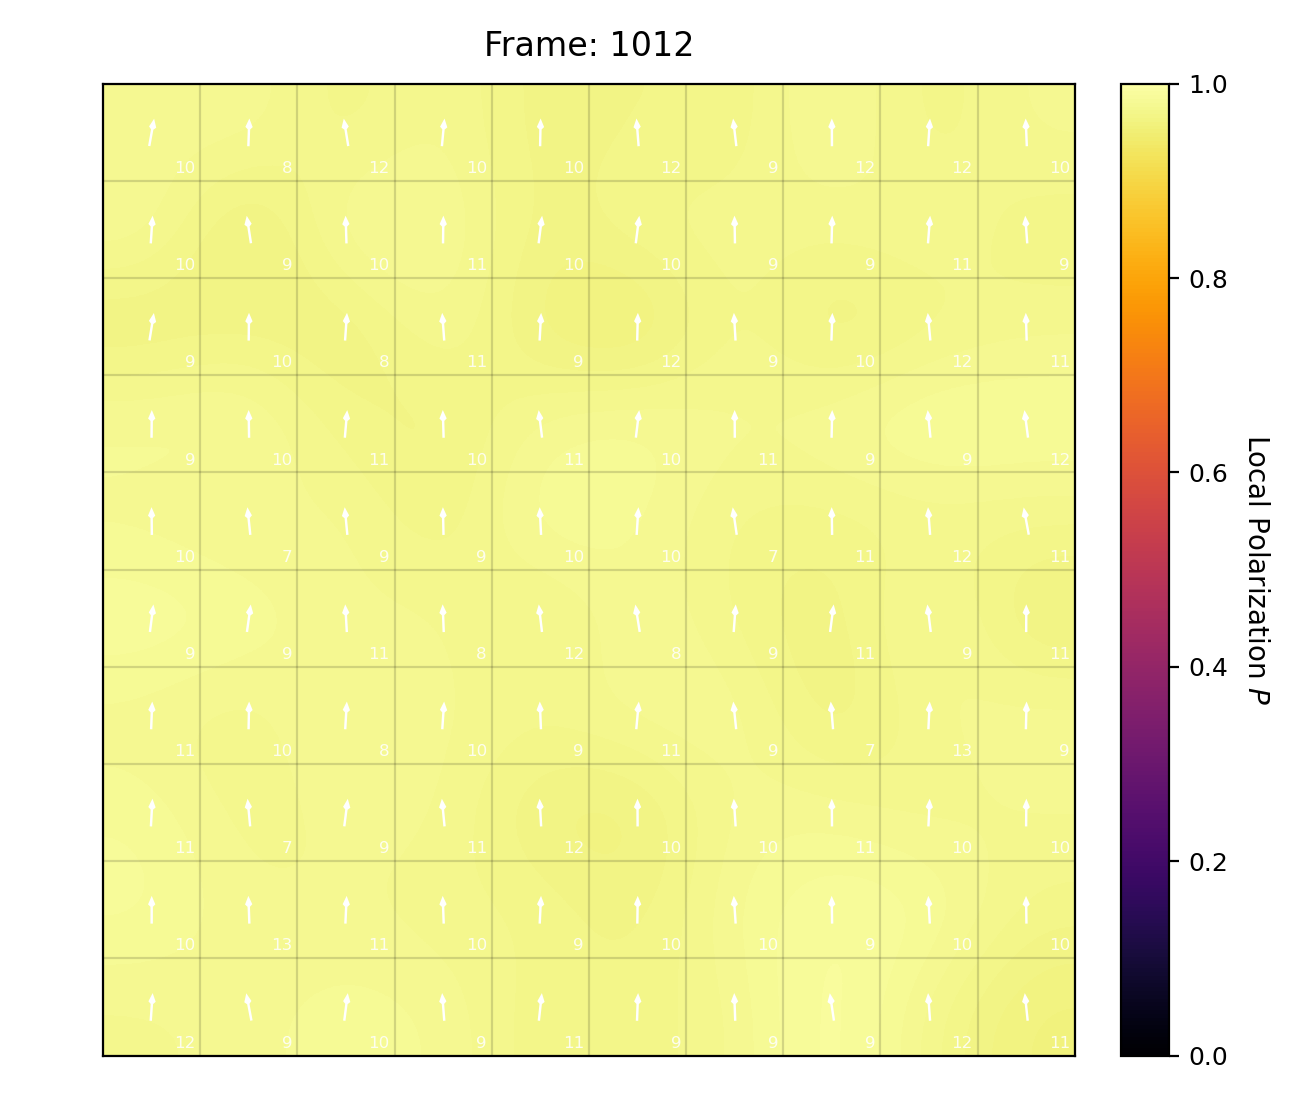 Frame: 1012
10 8 12 10 10 12 9 12 12 10
10 9 10 11 10 10 9 9 11 9
9 10 8 11 9 12 9 10 12 11
9 10 11 10 11 10 11 9 9 12
10 7 9 9 10 10 7 11 12 11
9 9 11 8 12 8 9 11 9 11
11 10 8 10 9 11 9 7 13 9
11 7 9 11 12 10 10 11 10 10
10 13 11 10 9 10 10 9 10 10
12 9 10 9 11 9 9 12 11
1.0
0.8
0.6
0.4
0.2
0.0
Local Polarization P